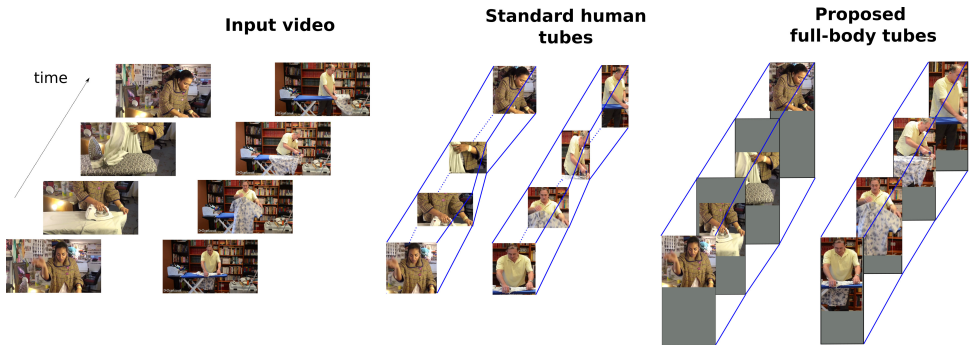 Input video
Standard human
tubes
Proposed
full-body tubes
time